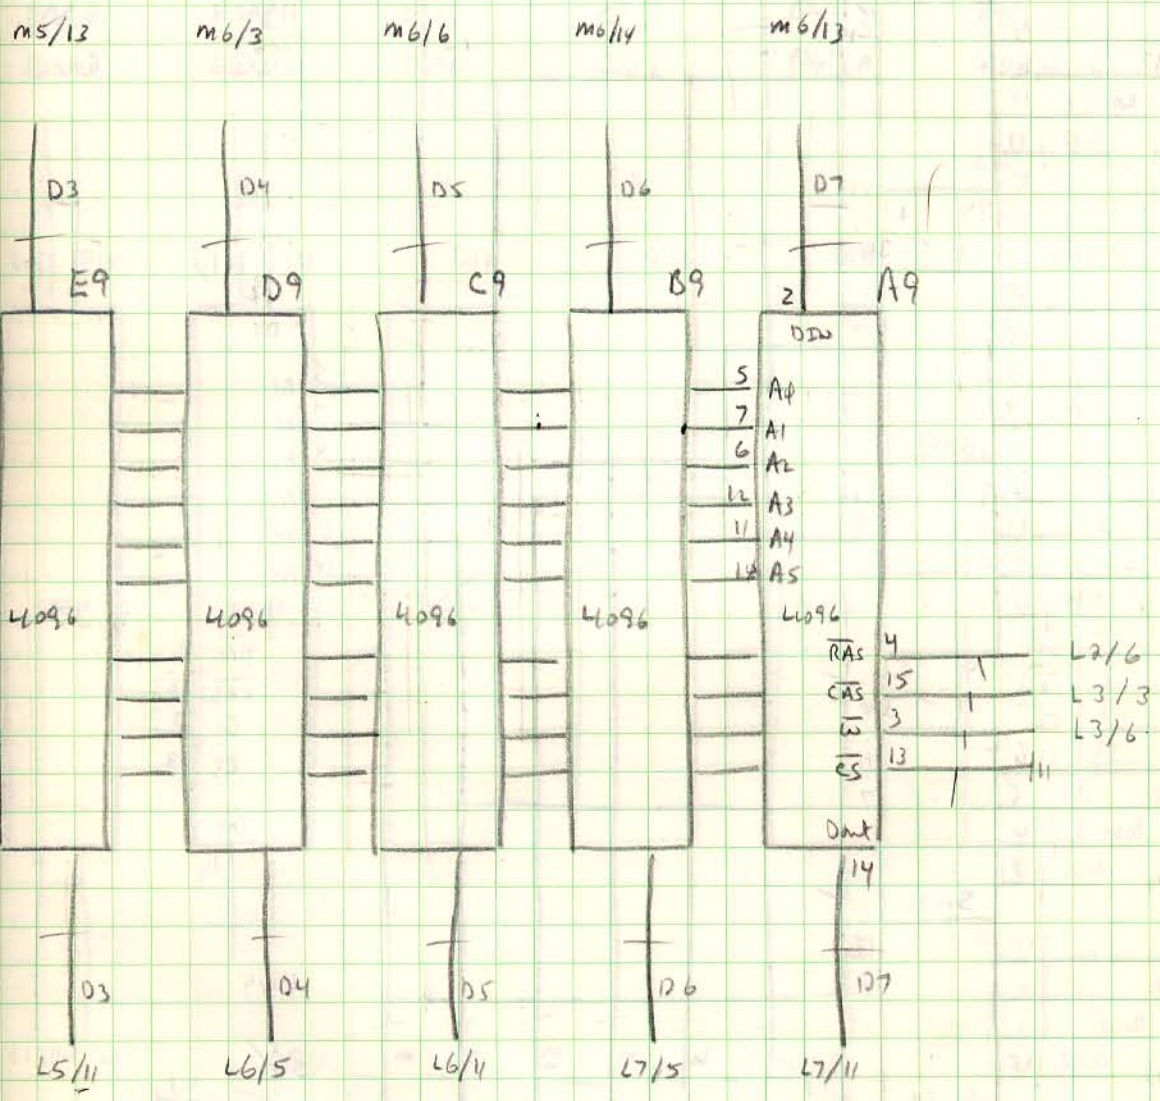 m5/13 m6/3 m6/6 m6/14 m6/13
D3 D4 D5 D6 D7
E9 D9 C9 B9 2 A9
DIN
5 Aϕ
7 A1
6 A2
12 A3
11 A4
A5
4096 4096 4096 4096 4096
RAS 4 L2/6
CAS 15 L3/3
W 3 L3/6
CS 13
Dout
14
D3 D4 D5 D6 D7
L5/11 L6/5 L6/11 L7/5 L7/11